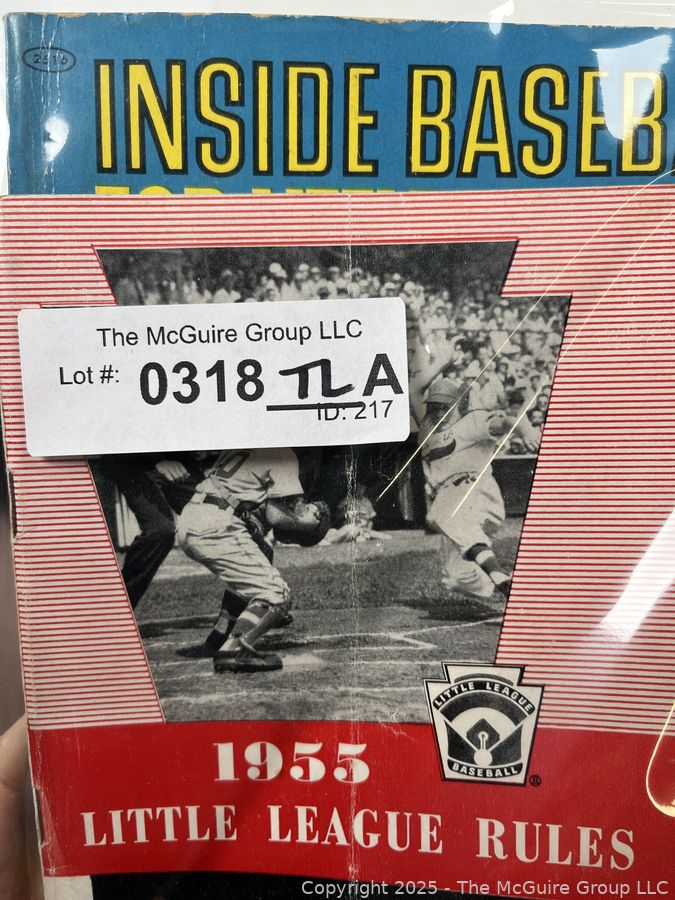 2516
INSIDE BASEB
The McGuire Group LLC
Lot #: 0318 TL A
ID: 217
LITTLE LEAGUE
BASEBALL
®
1955
LITTLE LEAGUE RULES
Copyright 2025 - The McGuire Group LLC